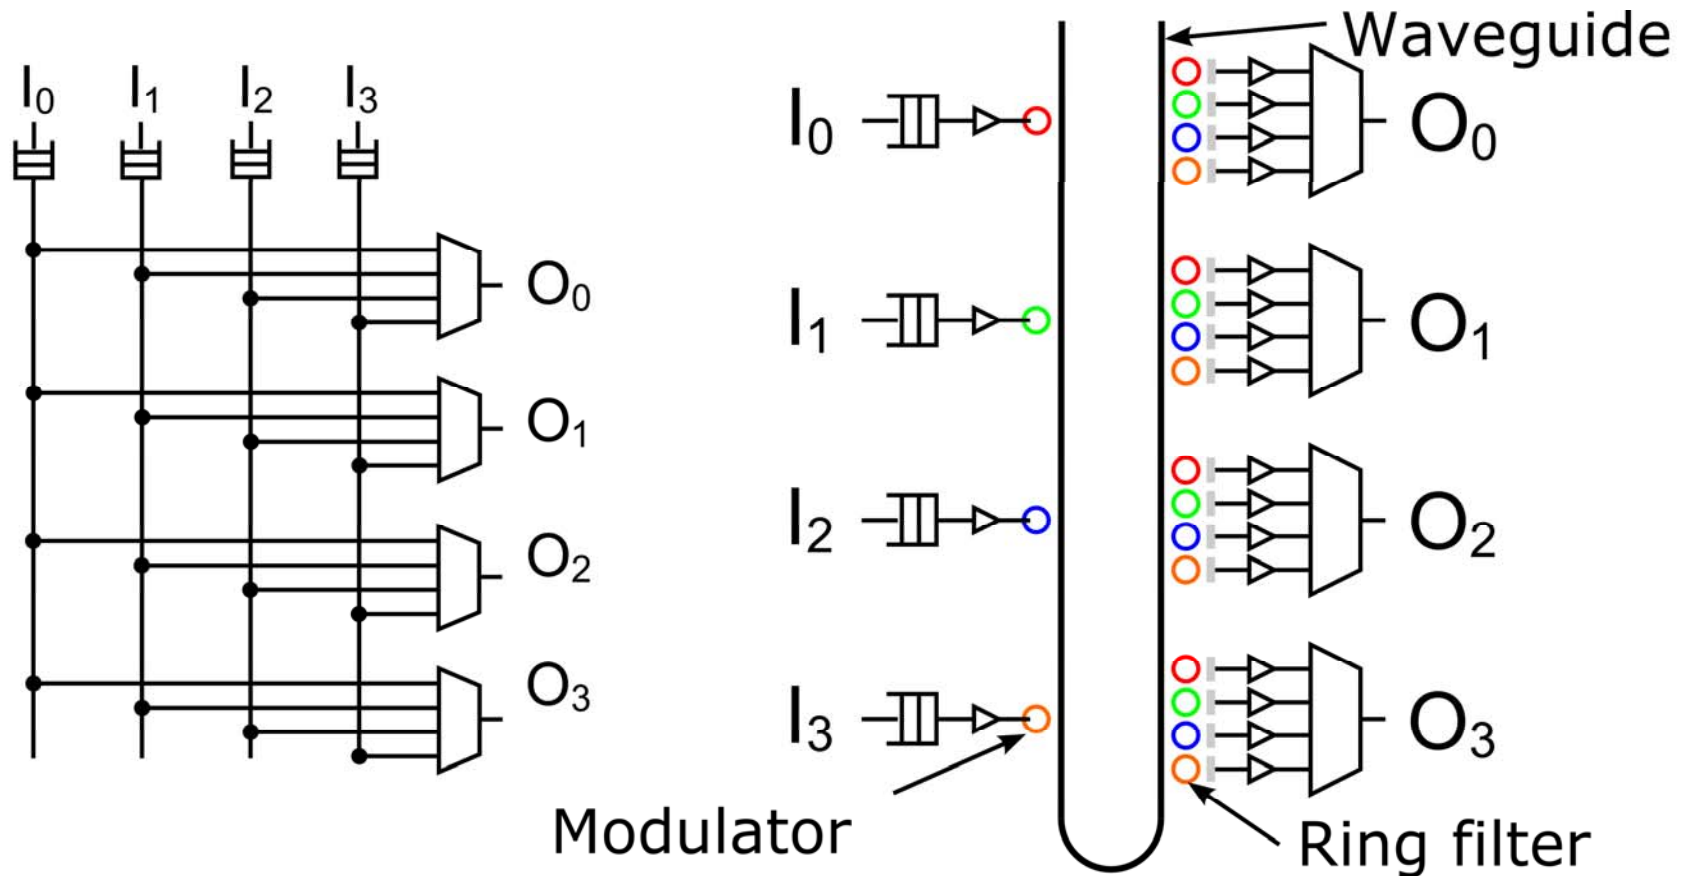 I0 I1 I2 I3
O0
O1
O2
O3
Waveguide
I0
O0
I1
O1
I2
O2
I3
O3
Modulator
Ring filter